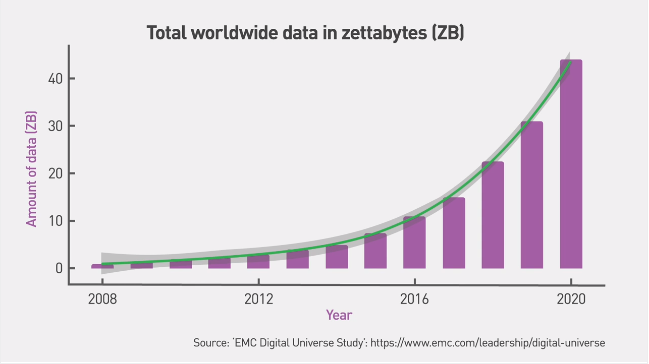 Total worldwide data in zettabytes (ZB)
Amount of data (ZB)
40
30
20
10
0
2008 2012 2016 2020
Year
Source: 'EMC Digital Universe Study': https://www.emc.com/leadership/digital-universe